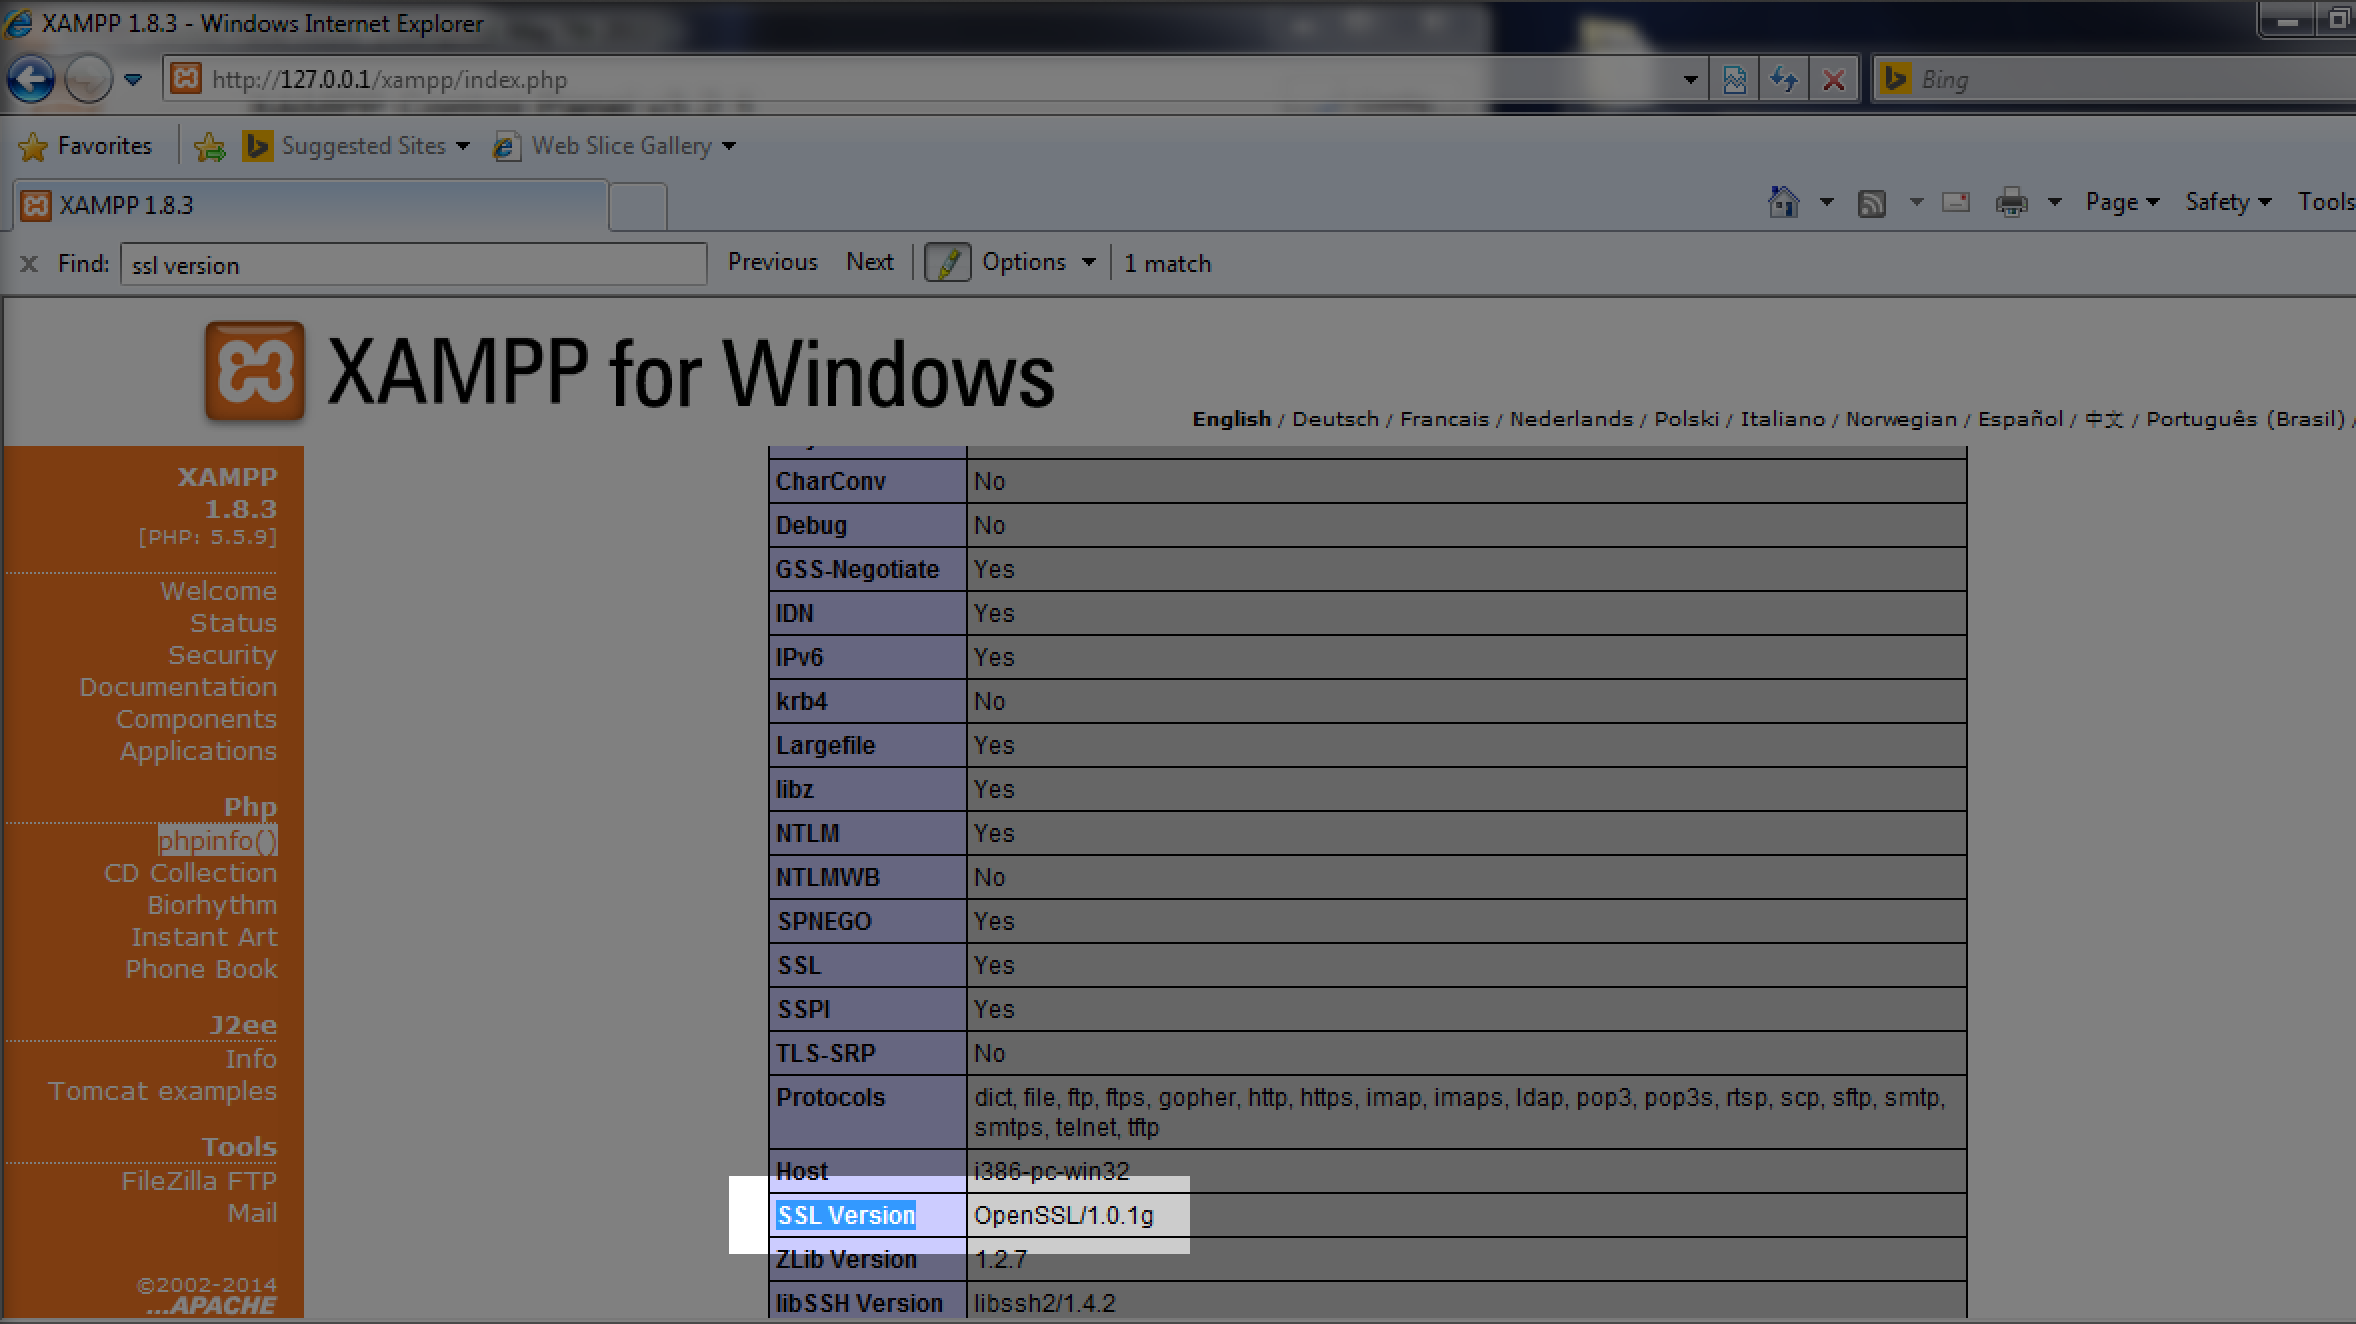 XAMPP 1.8.3 - Windows Internet Explorer
http://127.0.0.1/xampp/index.php
Bing
Favorites
Suggested Sites
Web Slice Gallery
XAMPP 1.8.3
Page
Safety
Tools
Find:
ssl version
Previous
Next
Options
1 match
XAMPP for Windows
English / Deutsch / Francais / Nederlands / Polski / Italiano / Norwegian / Español / 中文 / Português (Brasil) /
XAMPP
1.8.3
[PHP: 5.5.9]
Welcome
Status
Security
Documentation
Components
Applications
Php
phpinfo()
CD Collection
Biorhythm
Instant Art
Phone Book
J2ee
Info
Tomcat examples
Tools
FileZilla FTP
Mail
©2002-2014
...APACHE
CharConv No
Debug No
GSS-Negotiate Yes
IDN Yes
IPv6 Yes
krb4 No
Largefile Yes
libz Yes
NTLM Yes
NTLMWB No
SPNEGO Yes
SSL Yes
SSPI Yes
TLS-SRP No
Protocols dict, file, ftp, ftps, gopher, http, https, imap, imaps, ldap, pop3, pop3s, rtsp, scp, sftp, smtp,
smtps, telnet, tftp
Host i386-pc-win32
SSL Version OpenSSL/1.0.1g
ZLib Version 1.2.7
libSSH Version libssh2/1.4.2